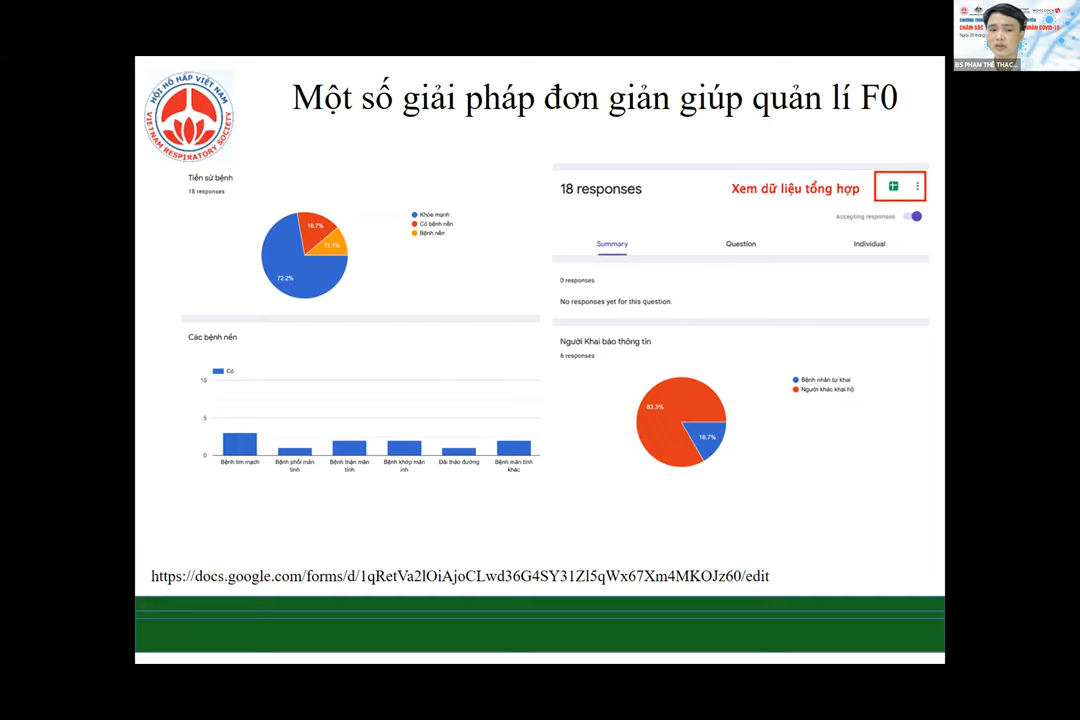 HỘI HÔ HẤP VIỆT NAM
VIETNAM RESPIRATORY SOCIETY
Một số giải pháp đơn giản giúp quản lí F0
Tiền sử bệnh
18 responses
Khỏe mạnh
Có bệnh nền
Bệnh nền
16.7%
11.1%
72.2%
Các bệnh nền
Có
10
5
0
Bệnh tim mạch
Bệnh phổi mãn tính
Bệnh thận mãn tính
Bệnh khớp mãn ính
Đái tháo đường
Bệnh mãn tính khác
18 responses
Xem dữ liệu tổng hợp
Accepting responses
Summary
Question
Individual
0 responses
No responses yet for this question.
Người Khai báo thông tin
6 responses
Bệnh nhân tự khai
Người khác khai hộ
83.3%
16.7%
https://docs.google.com/forms/d/1qRetVa2lOiAjoCLwd36G4SY31Zl5qWx67Xm4MKOJz60/edit
CHĂM SÓC
BS PHẠM THẾ THẠC...